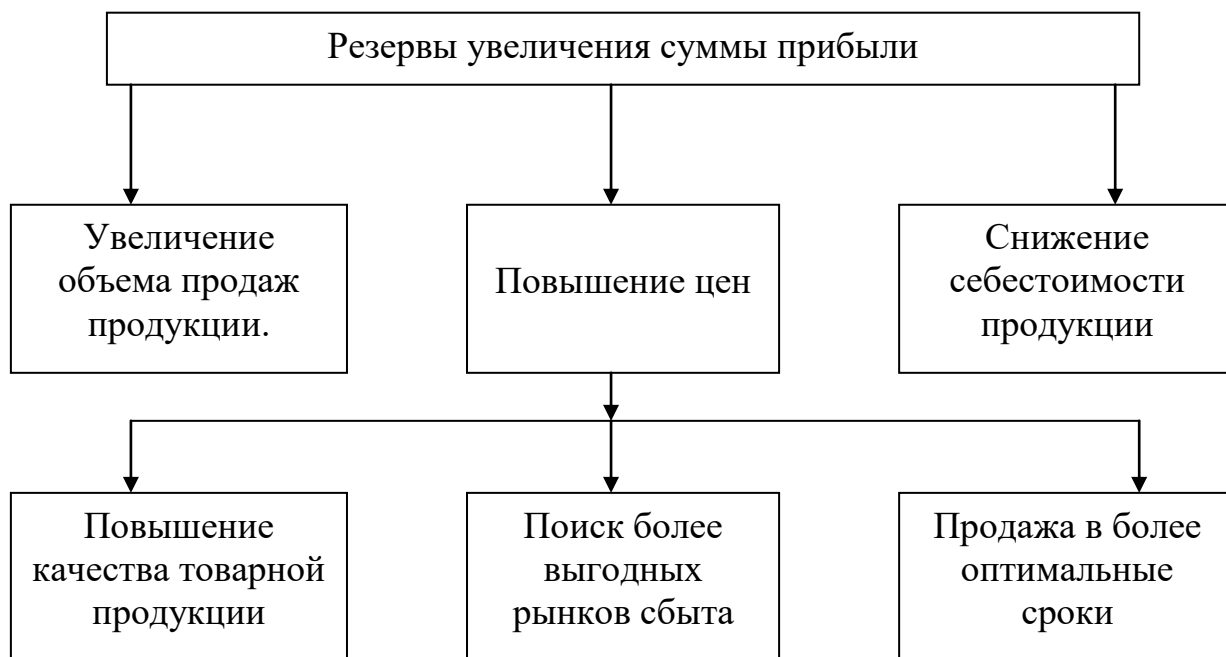 Резервы увеличения суммы прибыли
Увеличение
объема продаж
продукции.
Повышение цен
Снижение
себестоимости
продукции
Повышение
качества товарной
продукции
Поиск более
выгодных
рынков сбыта
Продажа в более
оптимальные
сроки